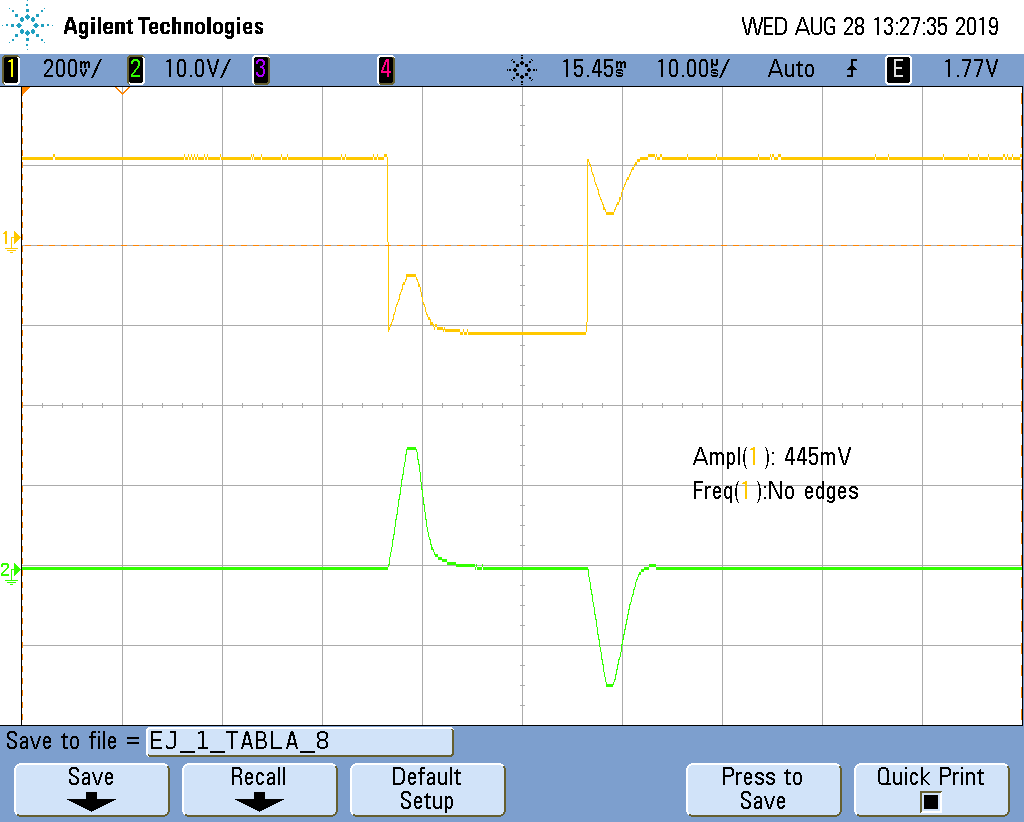 Agilent Technologies WED AUG 28 13:27:35 2019
1 200mV/ 2 10.0V/ 3 4 15.45ms 10.00µs/ Auto E 1.77V
1
Ampl(1): 445mV
Freq(1):No edges
2
Save to file = EJ_1_TABLA_8
Save Recall Default Setup Press to Save Quick Print